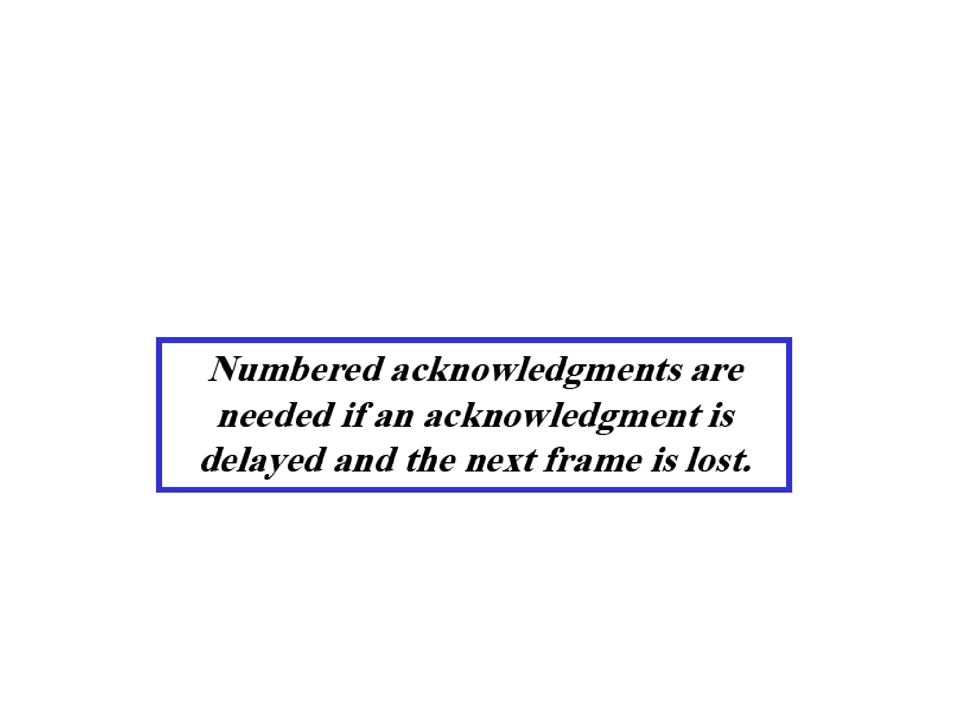 Numbered acknowledgments are
needed if an acknowledgment is
delayed and the next frame is lost.